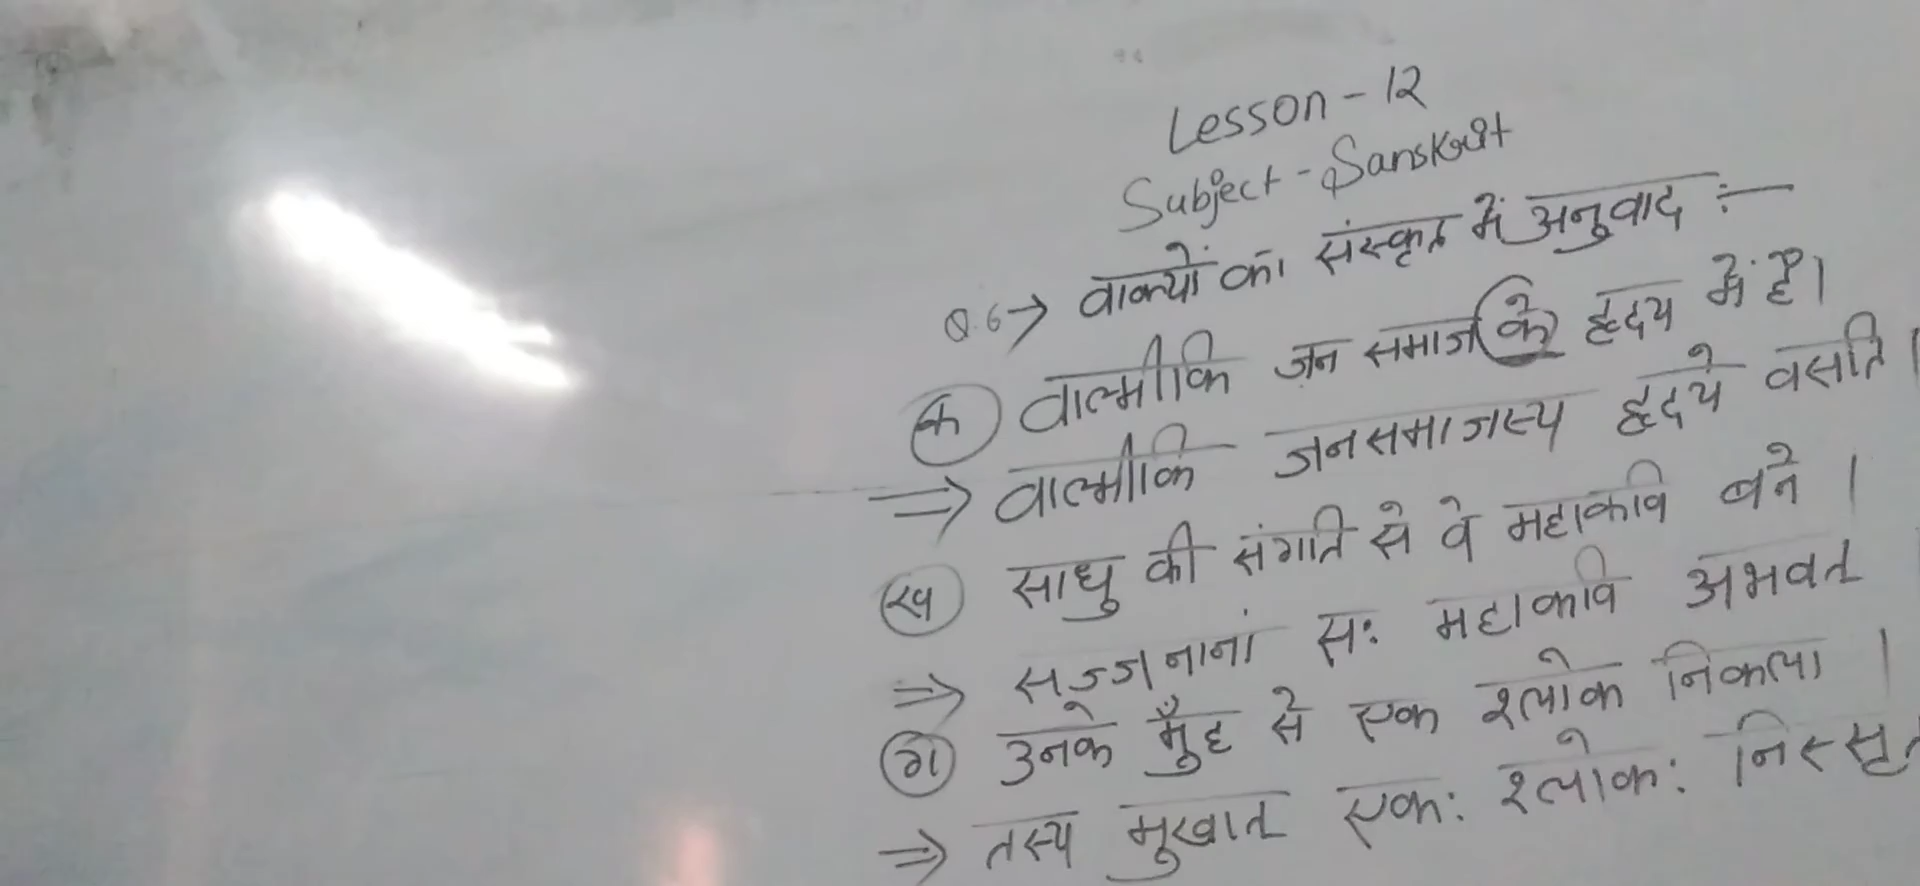 Lesson - 12
Subject - Sanskrit
Q.6→ वाक्यों का संस्कृत में अनुवाद :—
(क) वाल्मीकि जन समाज के हृदय में है।
⇒ वाल्मीकि जनसमाजस्य हृदये वसति।
(ख) साधु की संगति से वे महाकवि बने।
⇒ सज्जनानां सः महाकवि अभवत
(ग) उनके मुँह से एक श्लोक निकला।
⇒ तस्य मुखात एकः श्लोकः